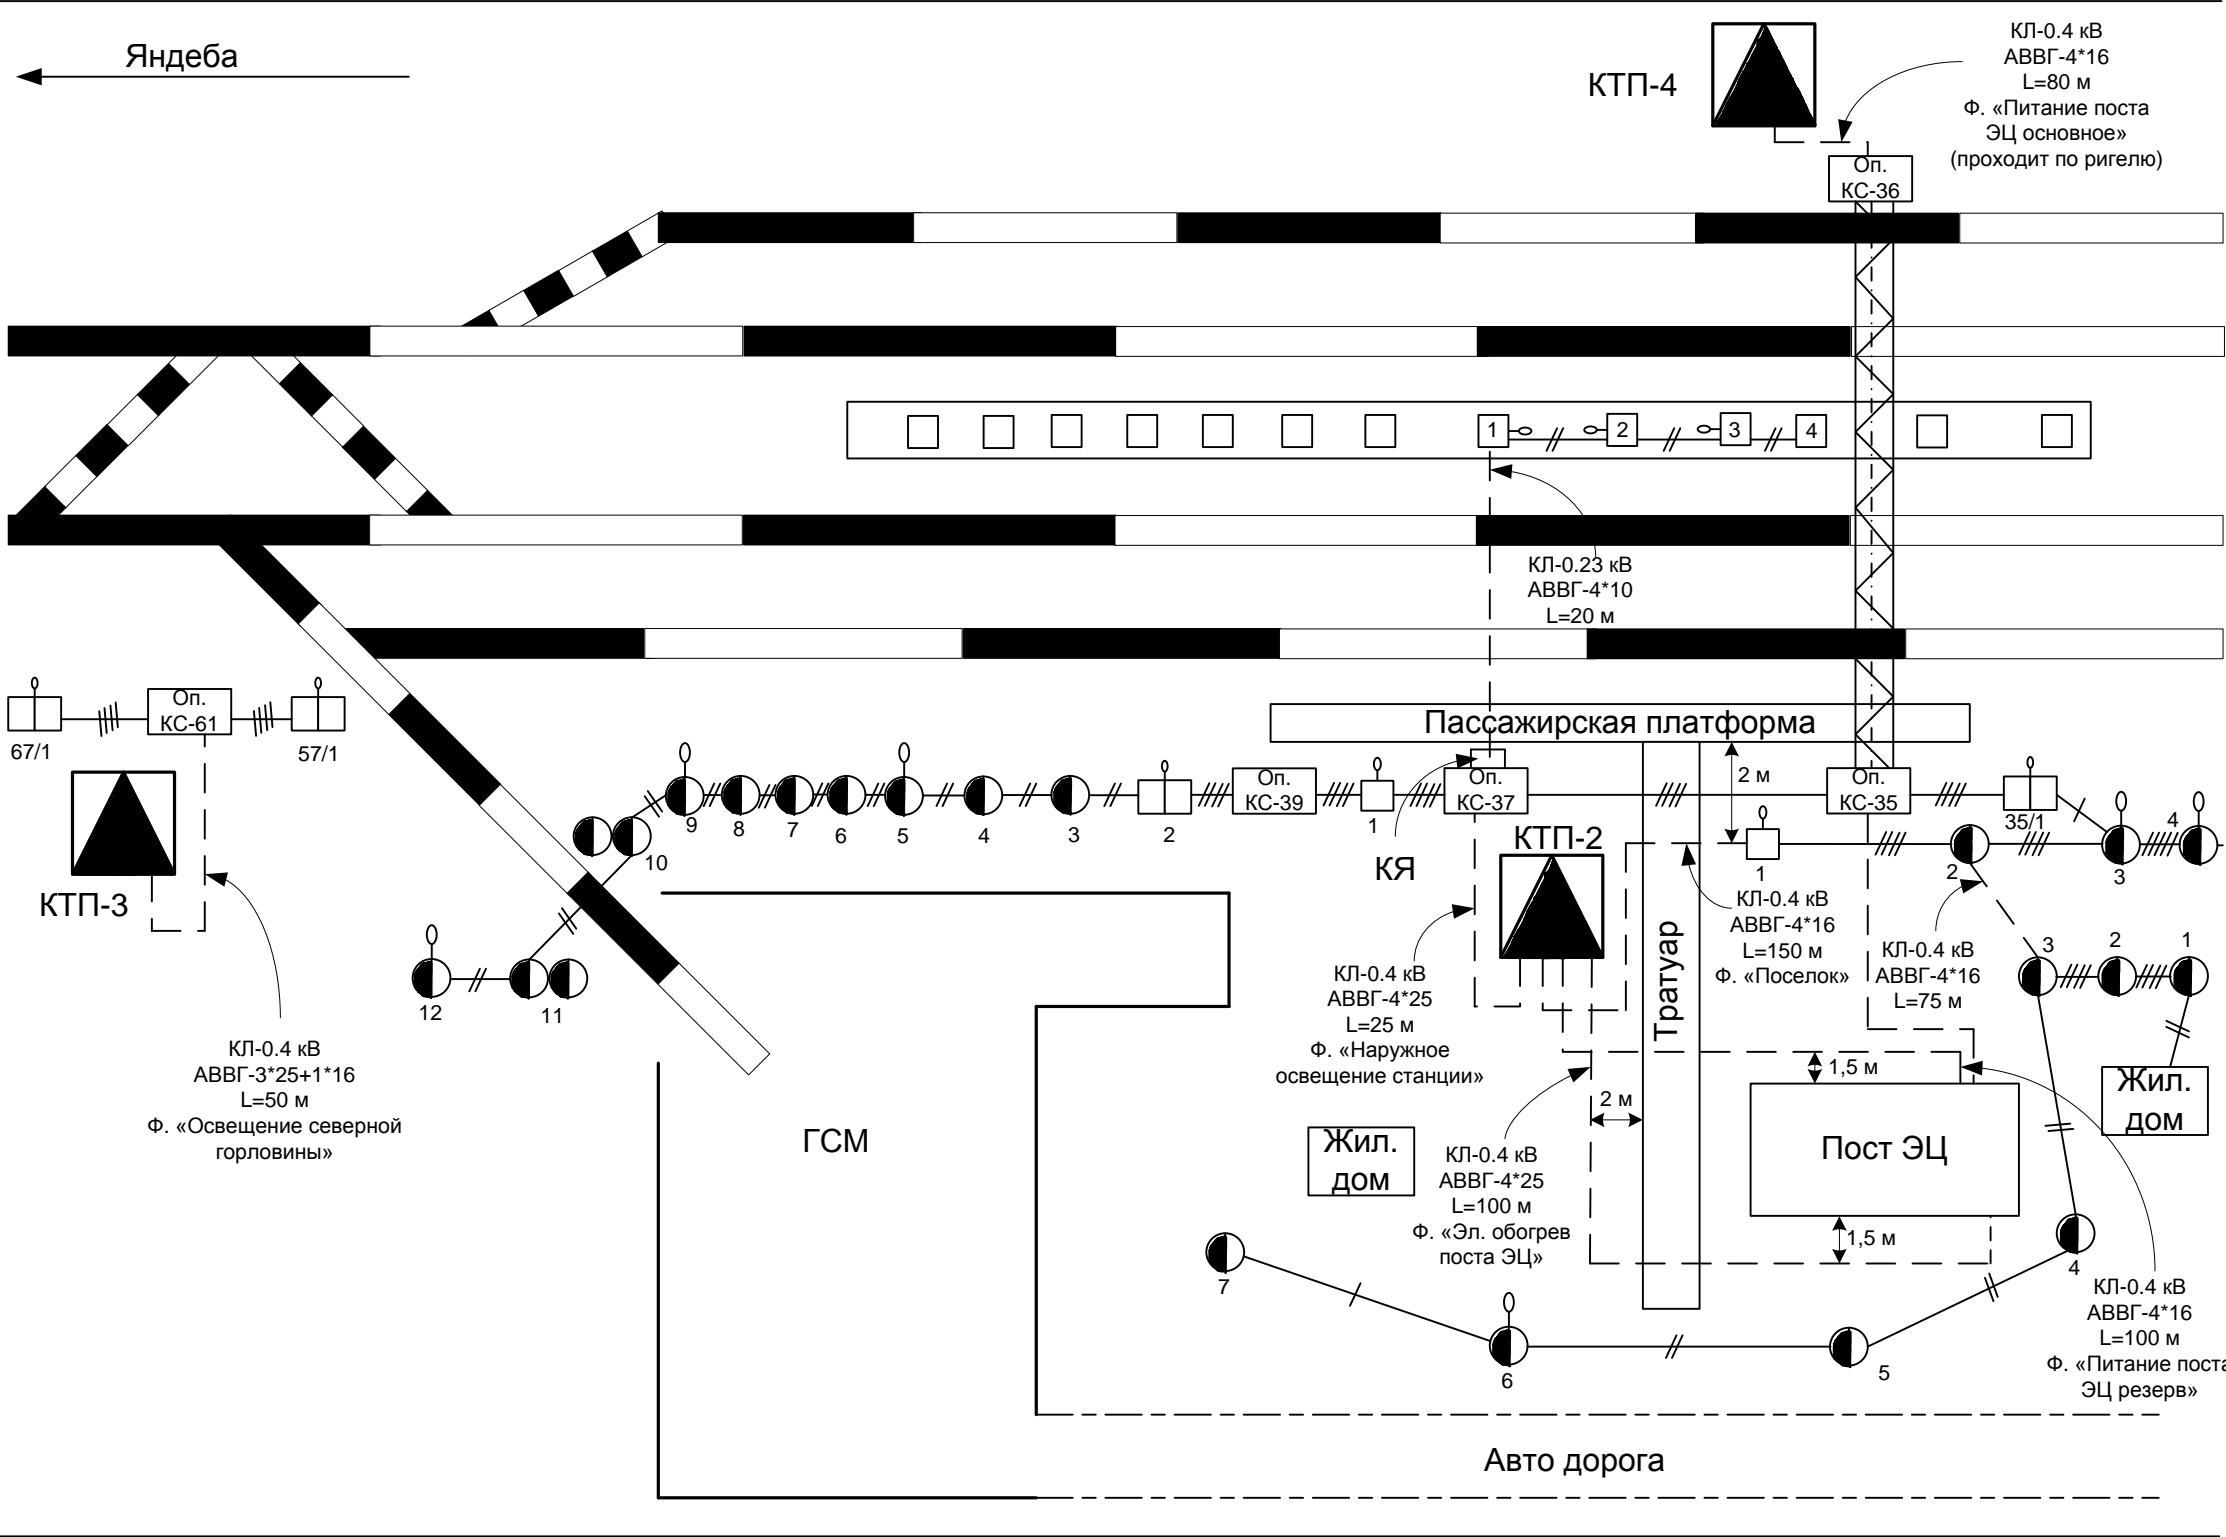 Яндеба
КТП-4
КЛ-0.4 кВ
АВВГ-4*16
L=80 м
Ф. «Питание поста
ЭЦ основное»
(проходит по ригелю)
Оп.
КС-36
1
2
3
4
КЛ-0.23 кВ
АВВГ-4*10
L=20 м
67/1
Оп.
КС-61
57/1
КТП-3
КЛ-0.4 кВ
АВВГ-3*25+1*16
L=50 м
Ф. «Освещение северной
горловины»
Пассажирская платформа
2 м
12
11
10
9
8
7
6
5
4
3
2
Оп.
КС-39
1
Оп.
КС-37
Оп.
КС-35
35/1
КЯ
КТП-2
1
2
3
4
КЛ-0.4 кВ
АВВГ-4*16
L=150 м
Ф. «Поселок»
КЛ-0.4 кВ
АВВГ-4*16
L=75 м
3
2
1
КЛ-0.4 кВ
АВВГ-4*25
L=25 м
Ф. «Наружное
освещение станции»
Тратуар
1,5 м
2 м
Жил.
дом
ГСМ
Жил.
дом
Пост ЭЦ
КЛ-0.4 кВ
АВВГ-4*25
L=100 м
Ф. «Эл. обогрев
поста ЭЦ»
1,5 м
7
6
5
4
КЛ-0.4 кВ
АВВГ-4*16
L=100 м
Ф. «Питание поста
ЭЦ резерв»
Авто дорога